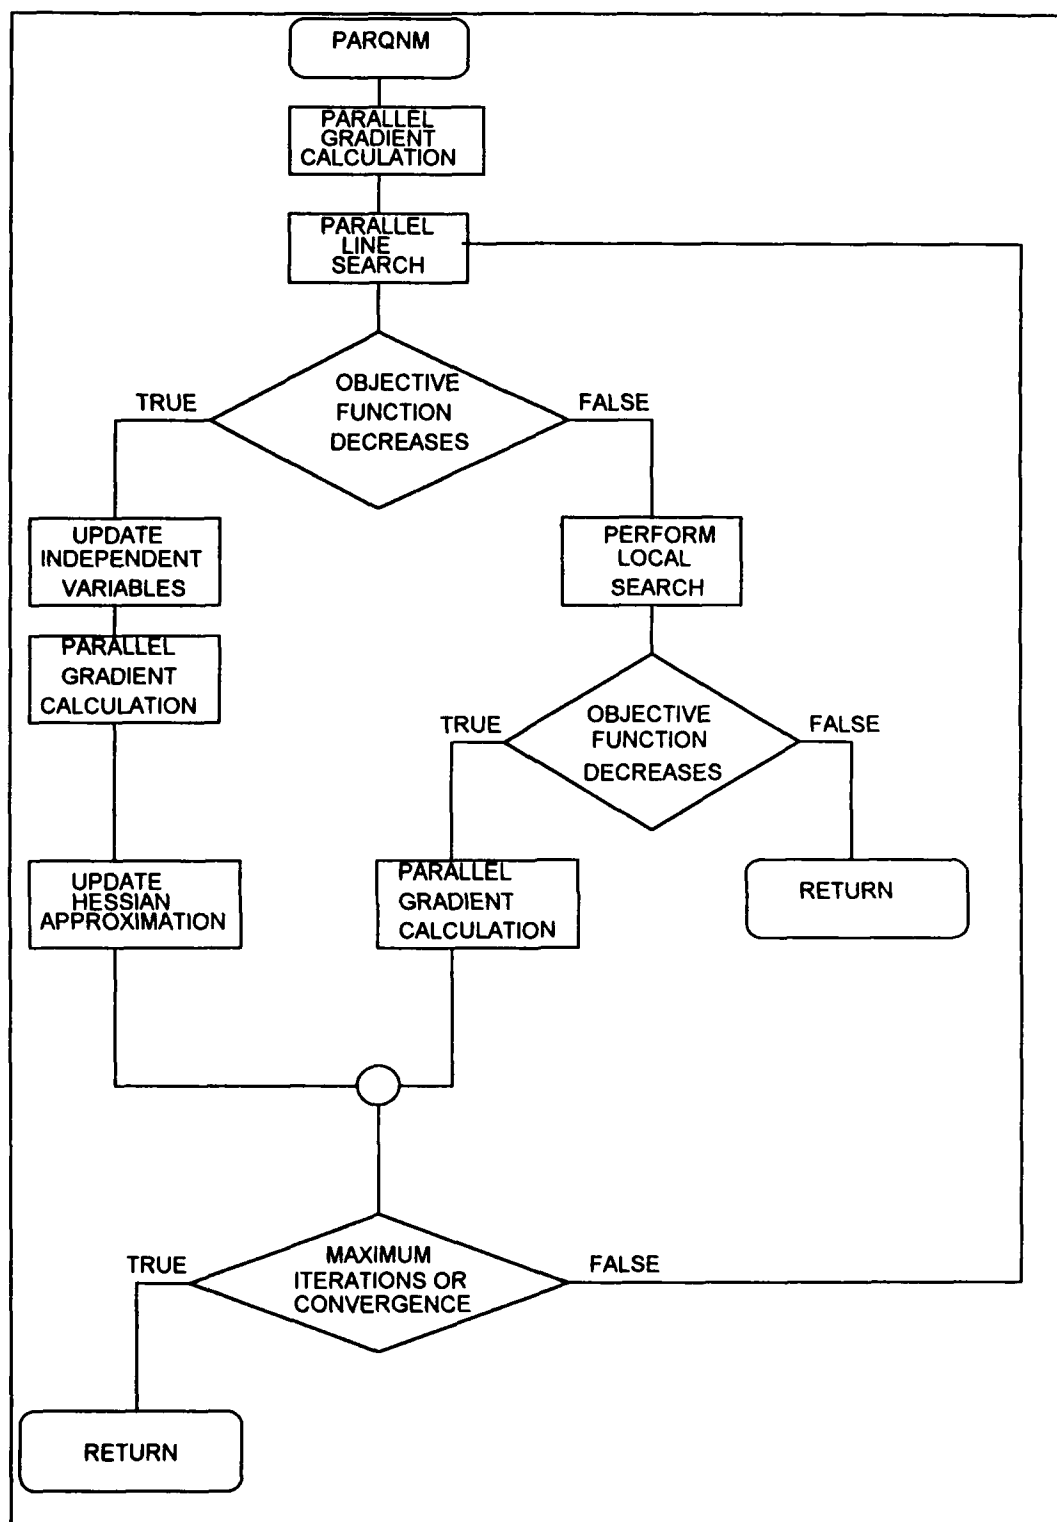 PARQNM
PARALLEL
GRADIENT
CALCULATION
PARALLEL
LINE
SEARCH
OBJECTIVE
FUNCTION
DECREASES
TRUE
FALSE
UPDATE
INDEPENDENT
VARIABLES
PERFORM
LOCAL
SEARCH
PARALLEL
GRADIENT
CALCULATION
OBJECTIVE
FUNCTION
DECREASES
TRUE
FALSE
UPDATE
HESSIAN
APPROXIMATION
PARALLEL
GRADIENT
CALCULATION
RETURN
MAXIMUM
ITERATIONS OR
CONVERGENCE
TRUE
FALSE
RETURN